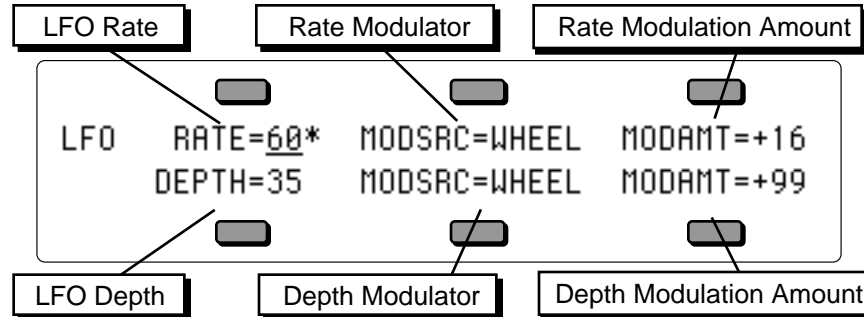 LFO Rate Rate Modulator Rate Modulation Amount
LFO RATE=60* MODSRC=WHEEL MODAMT=+16
DEPTH=35 MODSRC=WHEEL MODAMT=+99
LFO Depth Depth Modulator Depth Modulation Amount